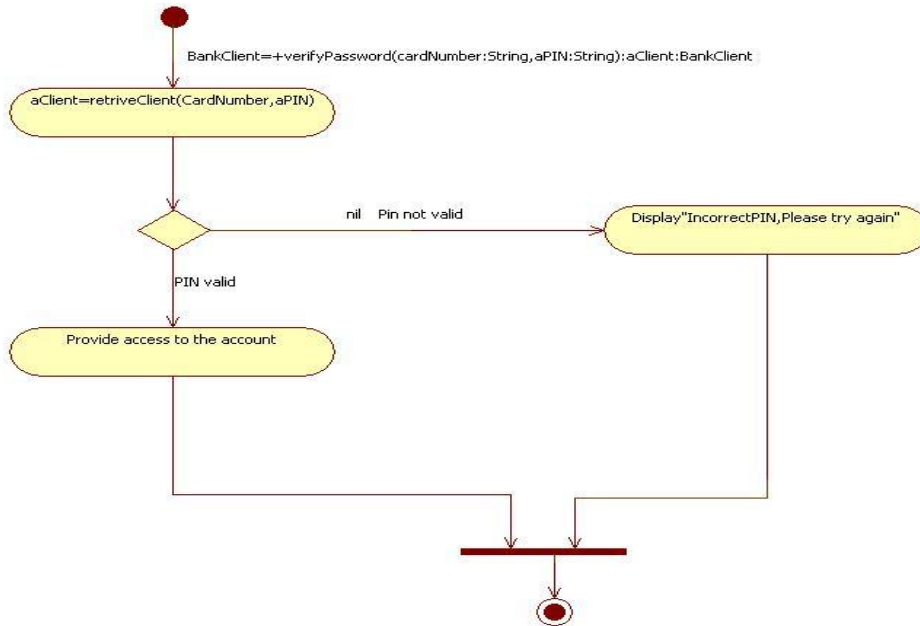 BankClient=+verifyPassword(cardNumber:String,aPIN:String):aClient:BankClient
aClient=retriveClient(CardNumber,aPIN)
nil Pin not valid
Display"IncorrectPIN,Please try again"
PIN valid
Provide access to the account